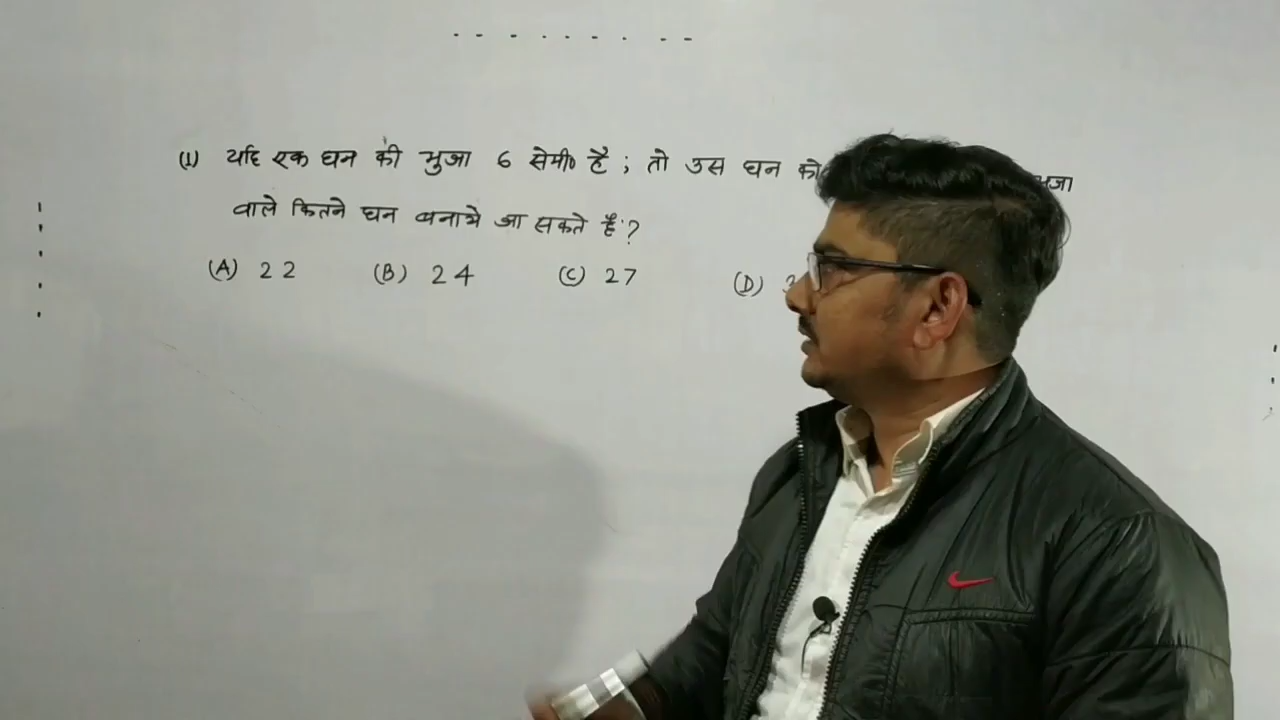 (1) यदि एक घन की भुजा 6 सेमी० है ; तो उस घन को भुजा
वाले कितने घन बनाये जा सकते हैं ?
(A) 22 (B) 24 (C) 27 (D)